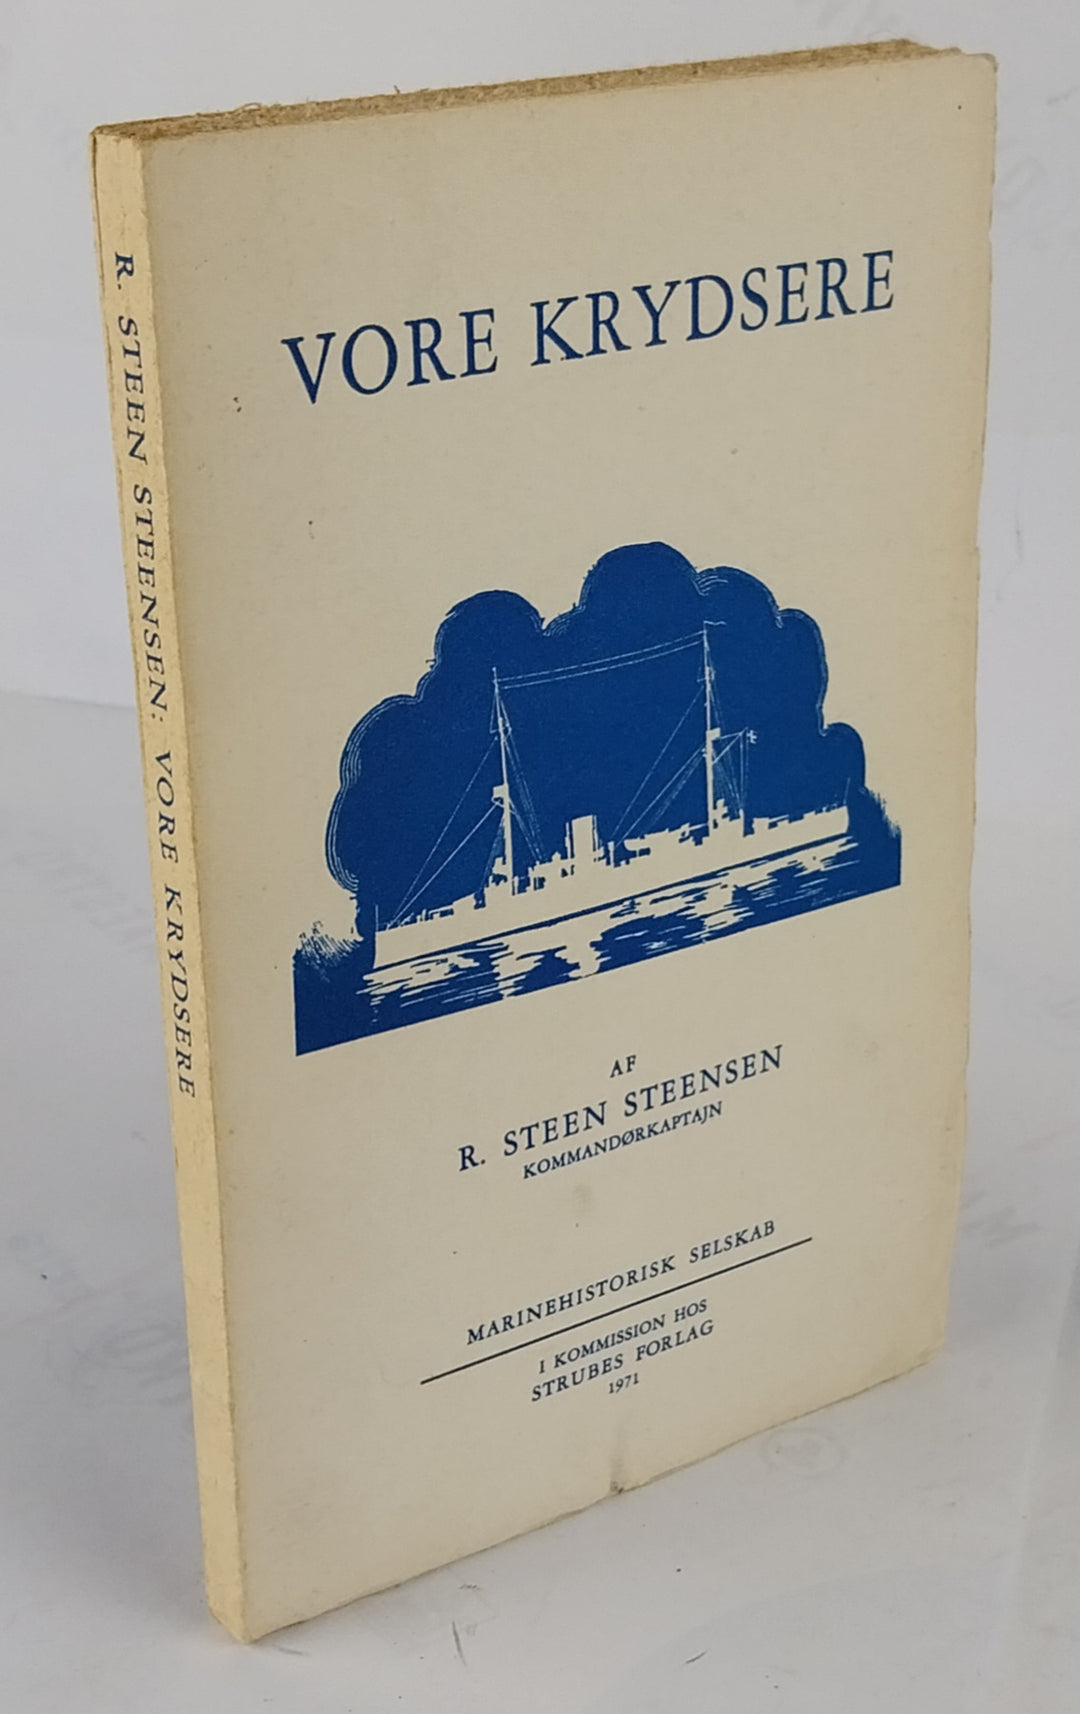 R. STEEN STEENSEN: VORE KRYDSERE
VORE KRYDSERE
AF
R. STEEN STEENSEN
KOMMANDØRKAPTAJN
MARINEHISTORISK SELSKAB
I KOMMISSION HOS
STRUBES FORLAG
1971